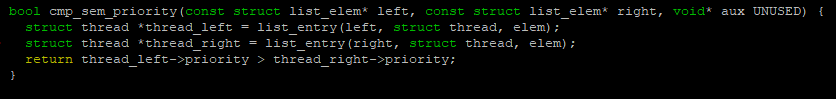 bool cmp_sem_priority(const struct list_elem* left, const struct list_elem* right, void* aux UNUSED) {
  struct thread *thread_left = list_entry(left, struct thread, elem);
  struct thread *thread_right = list_entry(right, struct thread, elem);
  return thread_left->priority > thread_right->priority;
}